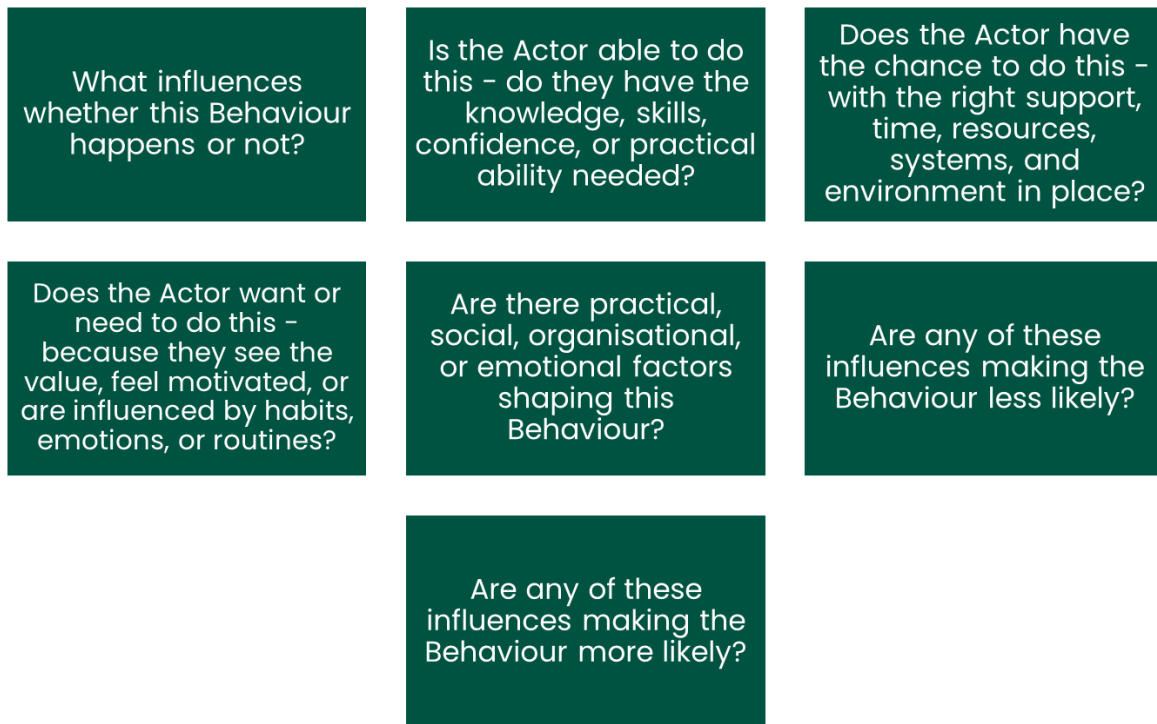 What influences
whether this Behaviour
happens or not?
Is the Actor able to do
this - do they have the
knowledge, skills,
confidence, or practical
ability needed?
Does the Actor have
the chance to do this -
with the right support,
time, resources,
systems, and
environment in place?
Does the Actor want or
need to do this -
because they see the
value, feel motivated, or
are influenced by habits,
emotions, or routines?
Are there practical,
social, organisational,
or emotional factors
shaping this
Behaviour?
Are any of these
influences making the
Behaviour less likely?
Are any of these
influences making the
Behaviour more likely?